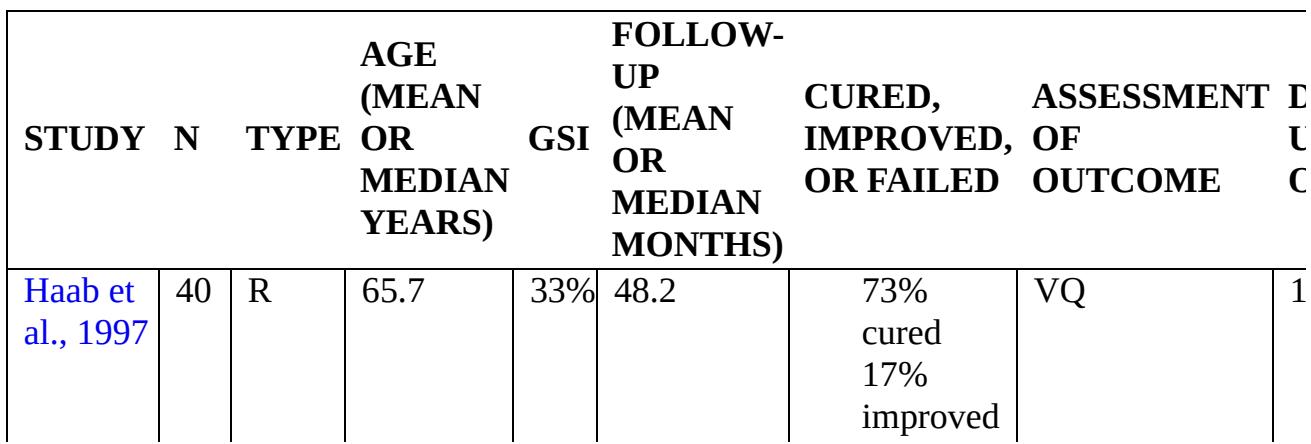 STUDY
N
TYPE
AGE
(MEAN
OR
MEDIAN
YEARS)
GSI
FOLLOW-
UP
(MEAN
OR
MEDIAN
MONTHS)
CURED,
IMPROVED,
OR FAILED
ASSESSMENT
OF
OUTCOME
Haab et
al., 1997
40
R
65.7
33%
48.2
73%
cured
17%
improved
VQ